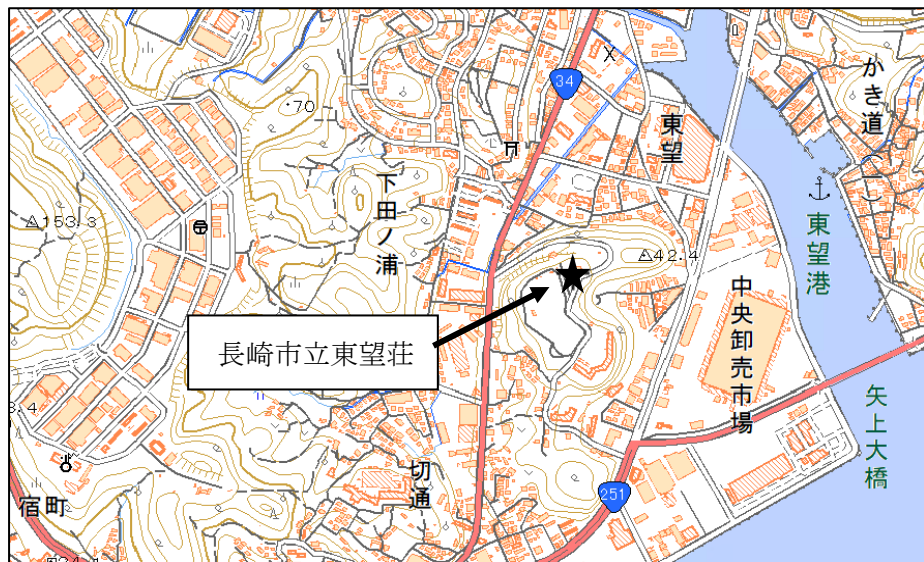 34
東望
かき道
70
下田ノ浦
153.3
東望港
42.4
中央卸売市場
長崎市立東望荘
矢上大橋
切通
宿町
251